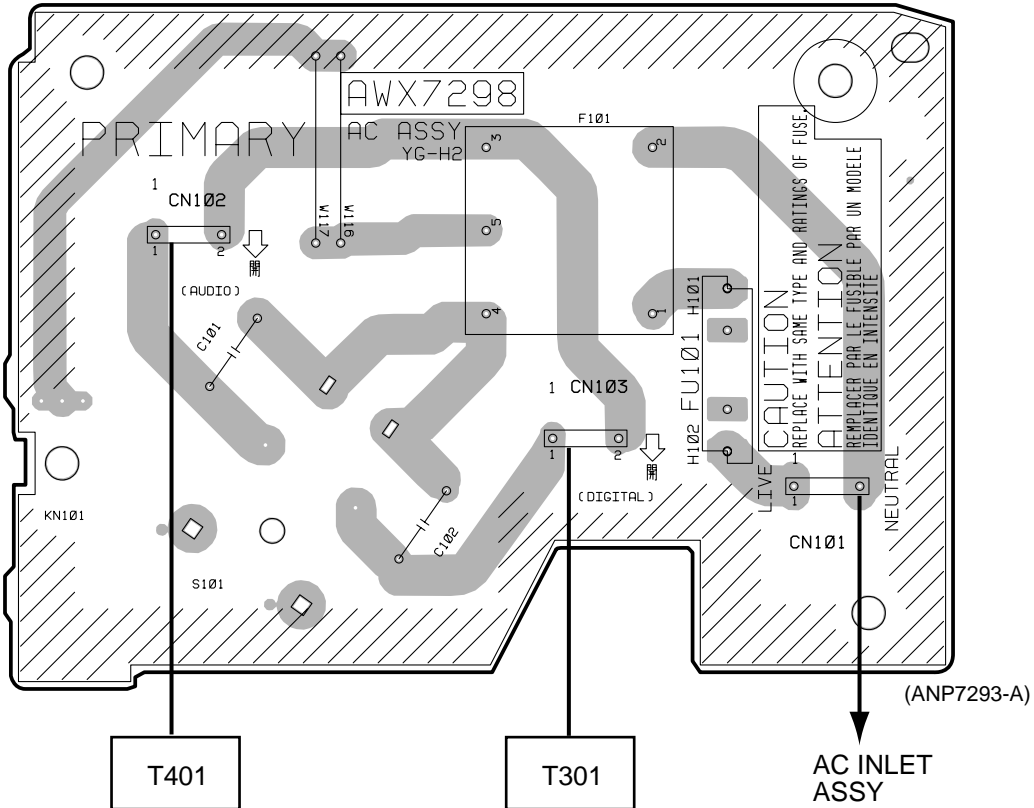 AWX7298
PRIMARY
AC ASSY
YG-H2
F101
3
2
5
4
1
1
CN102
1
2
開
(AUDIO)
W117
W116
C101
1
CN103
1
2
開
(DIGITAL)
C102
H101
FU101
H102
CAUTION
REPLACE WITH SAME TYPE AND RATINGS OF FUSE.
ATTENTION
REMPLACER PAR LE FUSIBLE PAR UN MODELE
IDENTIQUE EN INTENSITE
LIVE
1
1
NEUTRAL
CN101
KN101
S101
(ANP7293-A)
T401
T301
AC INLET
ASSY